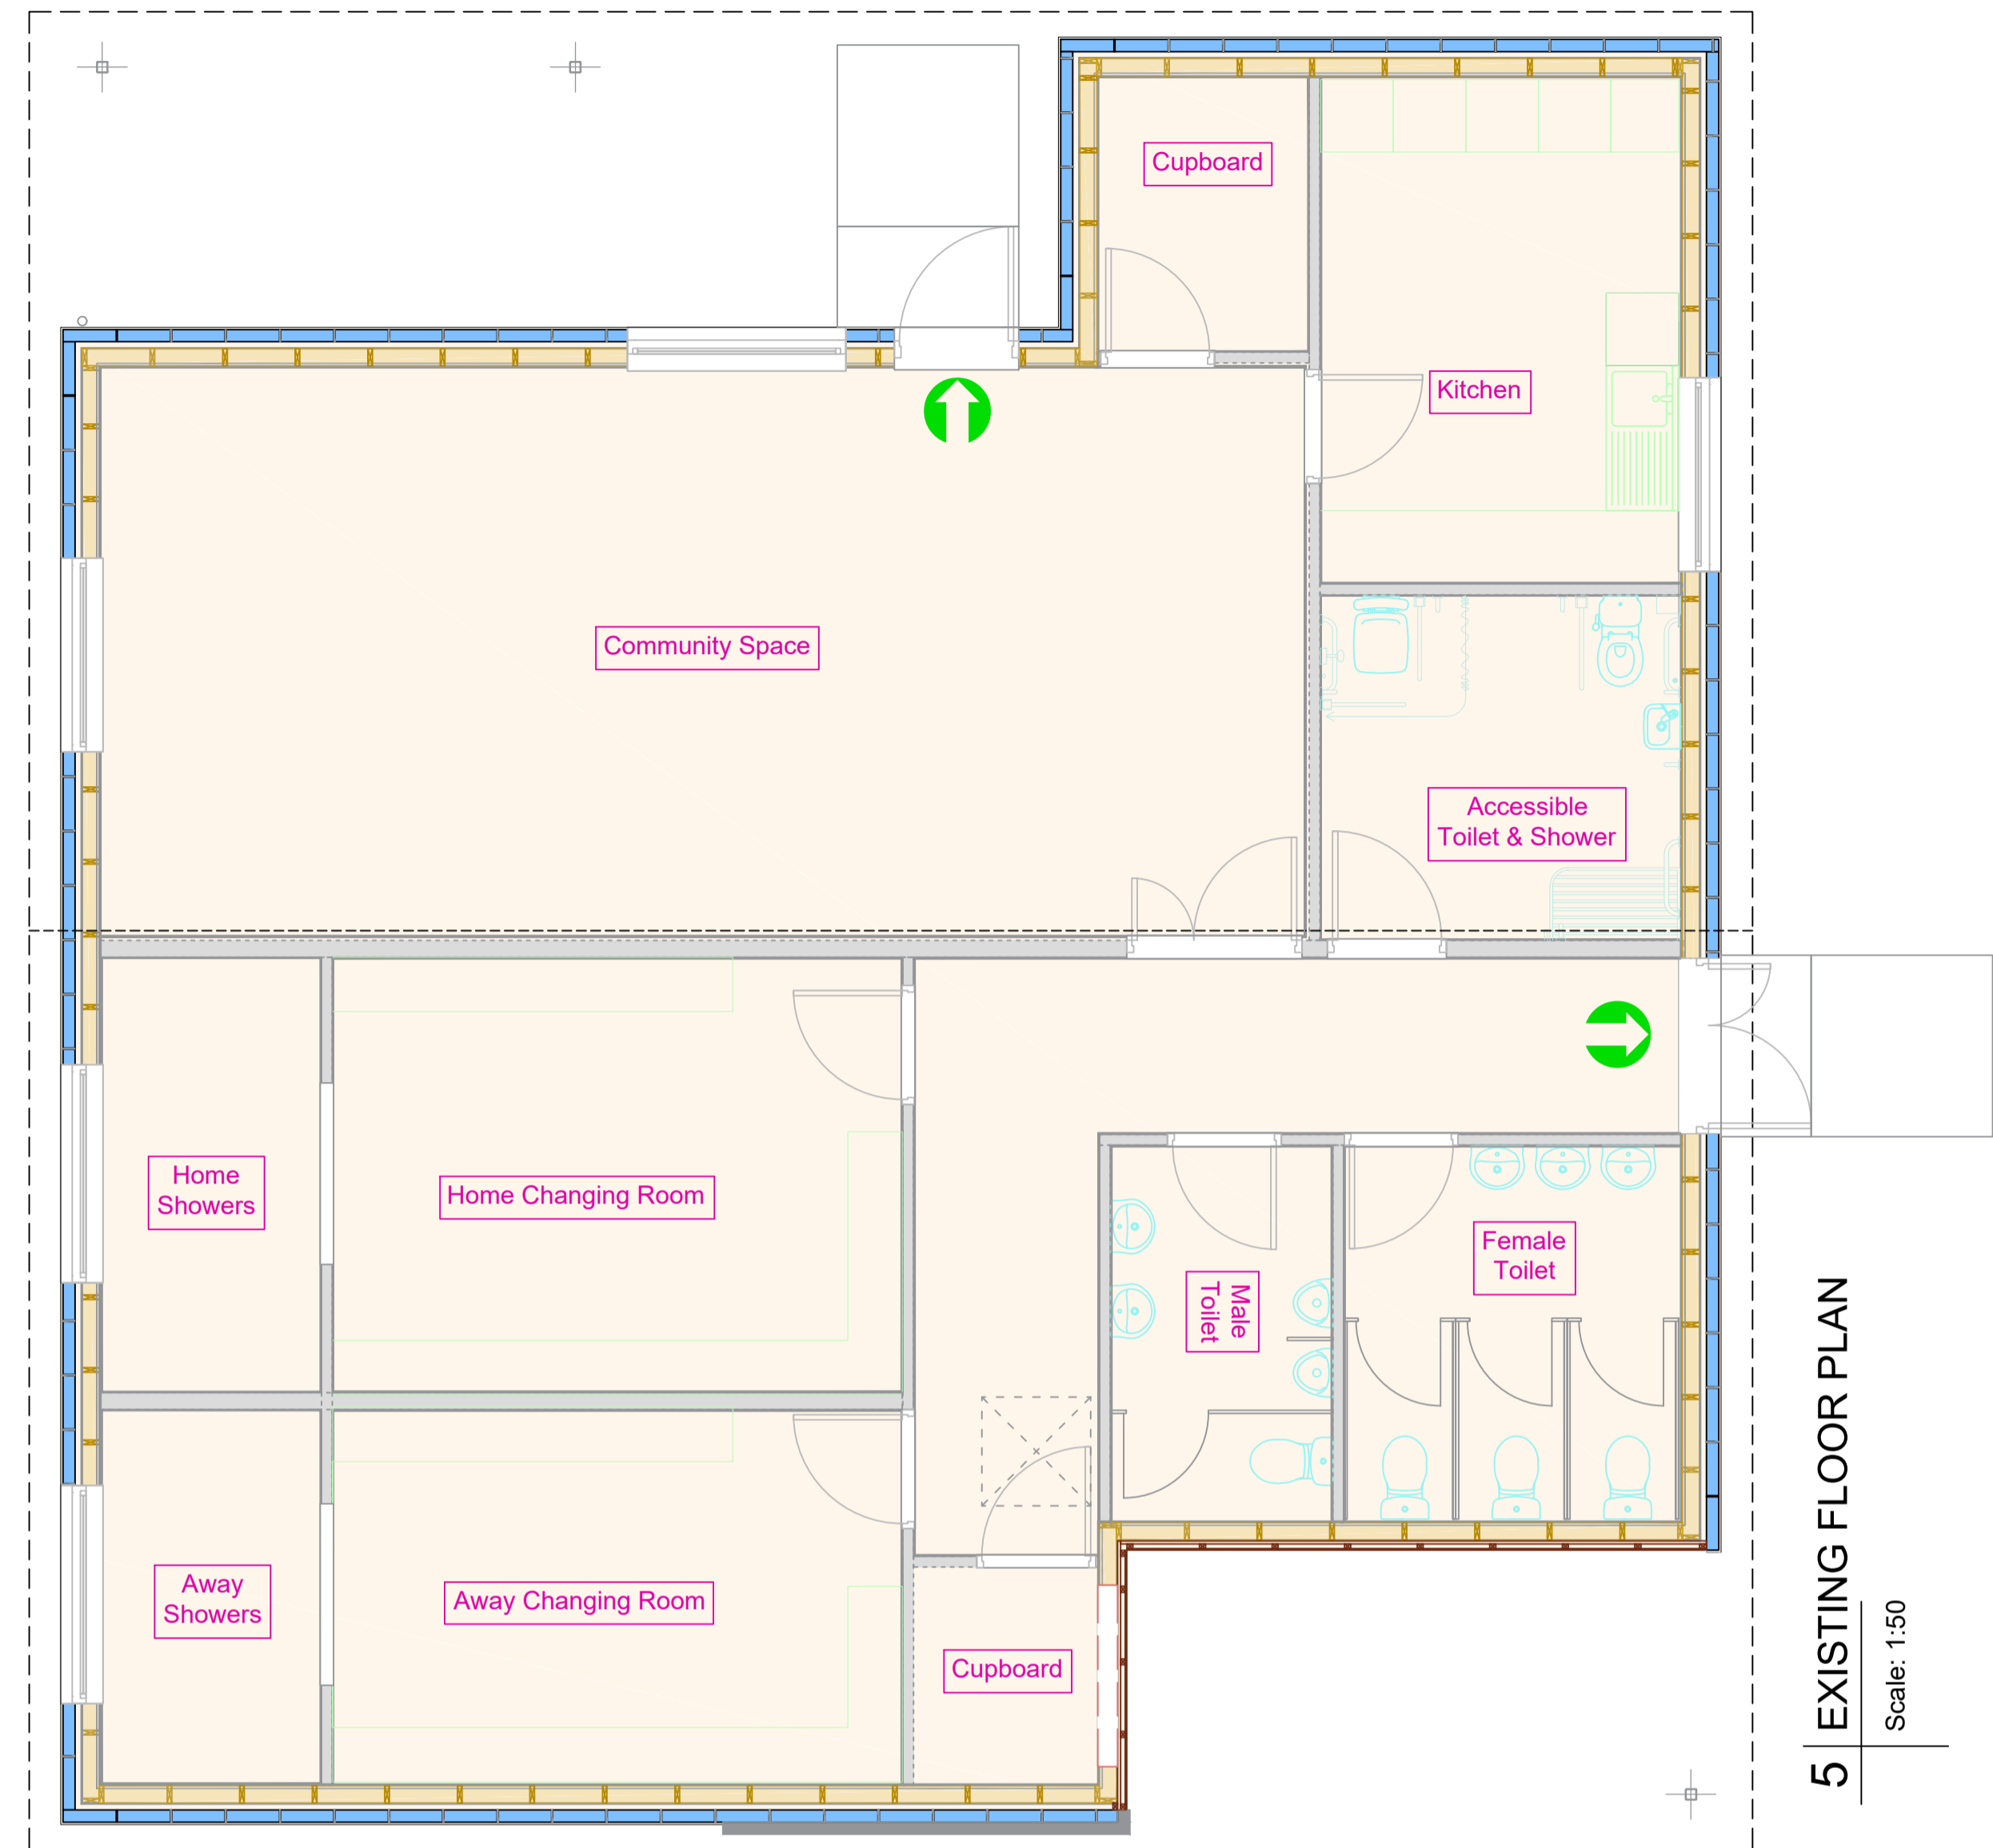 Cupboard
Kitchen
Community Space
Accessible
Toilet & Shower
Home
Showers
Home Changing Room
Male
Toilet
Female
Toilet
Away
Showers
Away Changing Room
Cupboard
5 EXISTING FLOOR PLAN
Scale: 1:50